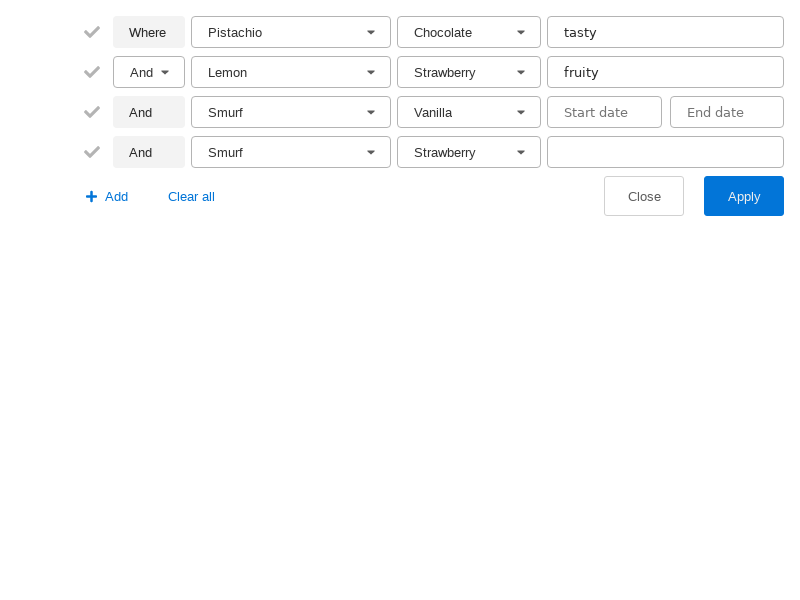 Where Pistachio Chocolate tasty
And Lemon Strawberry fruity
And Smurf Vanilla Start date End date
And Smurf Strawberry
Add Clear all Close Apply